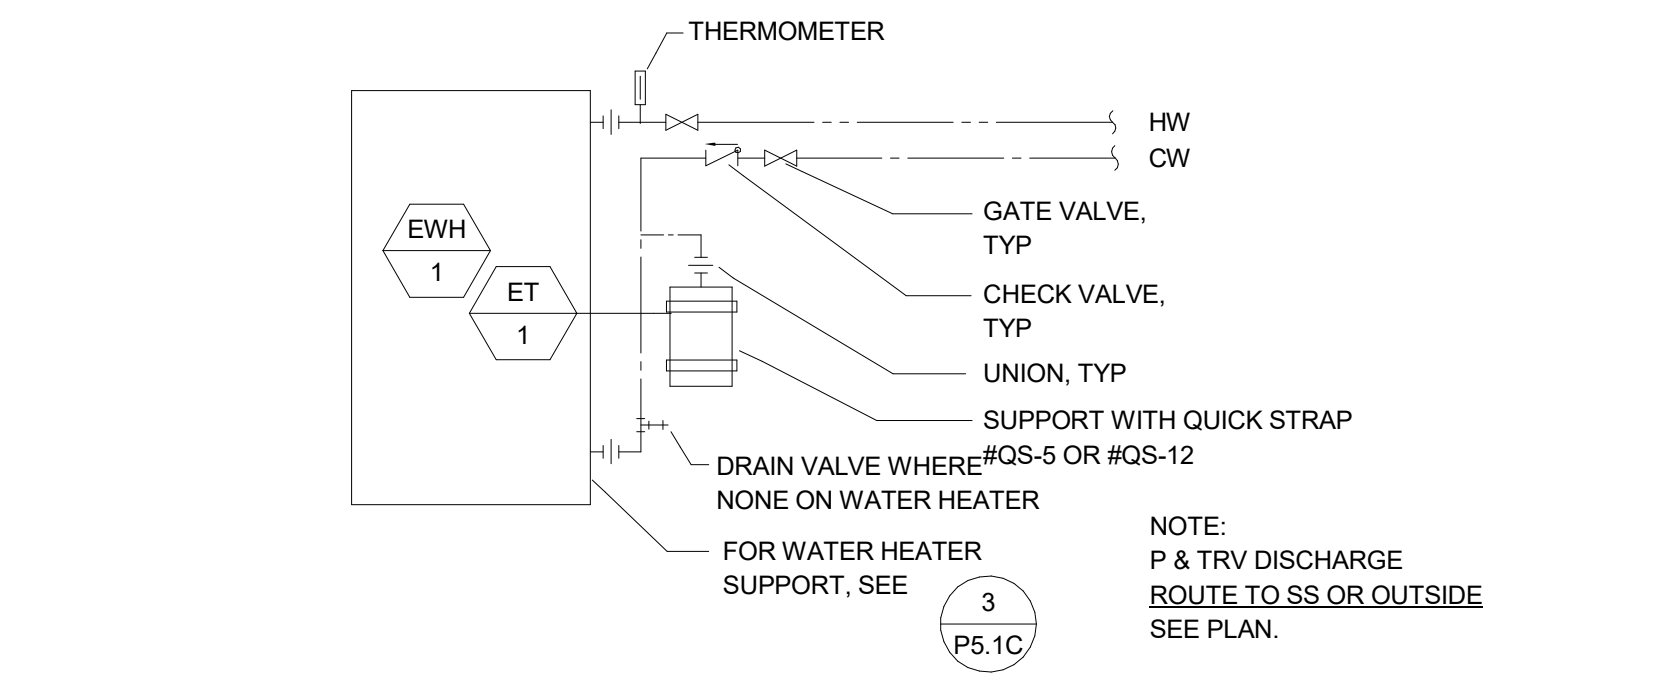 THERMOMETER
HW
CW
EWH
1
ET
1
GATE VALVE,
TYP
CHECK VALVE,
TYP
UNION, TYP
SUPPORT WITH QUICK STRAP
#QS-5 OR #QS-12
DRAIN VALVE WHERE
NONE ON WATER HEATER
FOR WATER HEATER
SUPPORT, SEE
3
P5.1C
NOTE:
P & TRV DISCHARGE
ROUTE TO SS OR OUTSIDE
SEE PLAN.